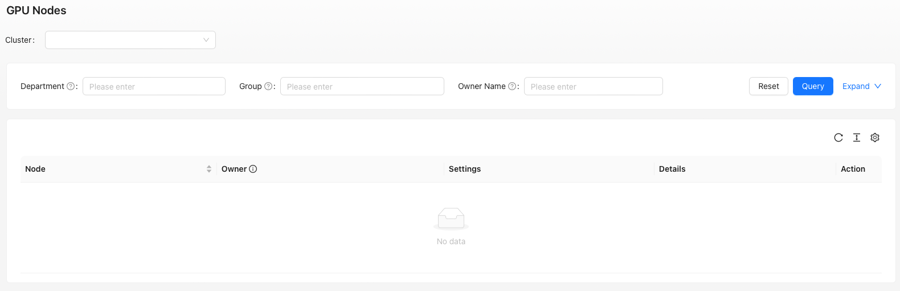 GPU Nodes
Cluster:
Department : Please enter Group : Please enter Owner Name : Please enter Reset Query Expand
Node Owner Settings Details Action
No data